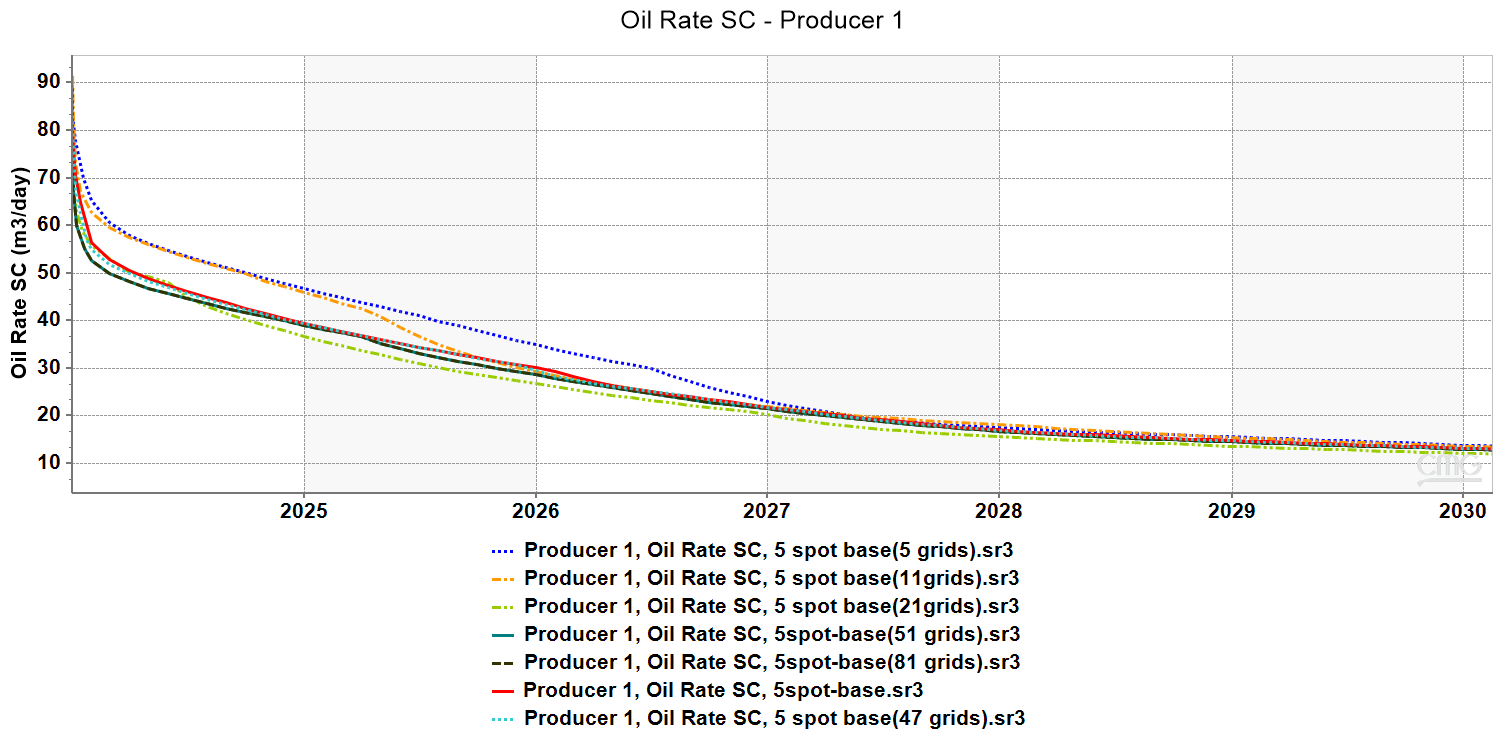 Oil Rate SC - Producer 1
Oil Rate SC (m3/day)
90
80
70
60
50
40
30
20
10
2025 2026 2027 2028 2029 2030
CMG
Producer 1, Oil Rate SC, 5 spot base(5 grids).sr3
Producer 1, Oil Rate SC, 5 spot base(11grids).sr3
Producer 1, Oil Rate SC, 5 spot base(21grids).sr3
Producer 1, Oil Rate SC, 5spot-base(51 grids).sr3
Producer 1, Oil Rate SC, 5spot-base(81 grids).sr3
Producer 1, Oil Rate SC, 5spot-base.sr3
Producer 1, Oil Rate SC, 5 spot base(47 grids).sr3